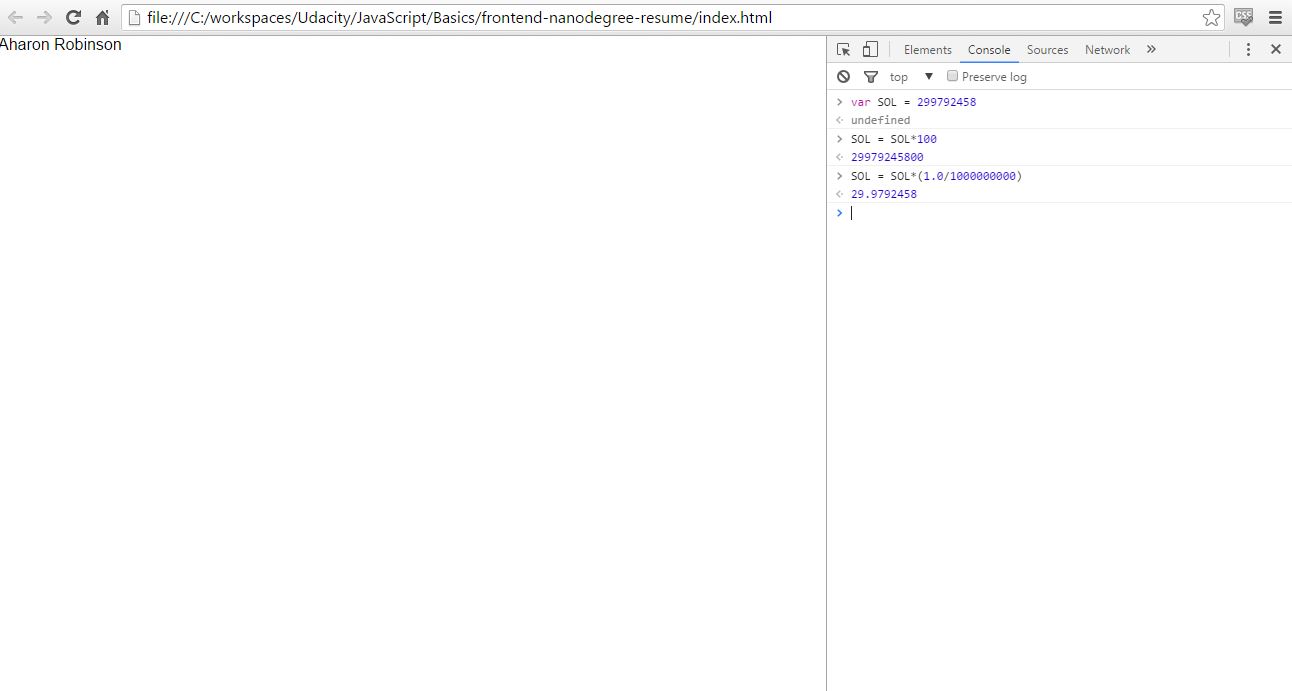 file:///C:/workspaces/Udacity/JavaScript/Basics/frontend-nanodegree-resume/index.html
CSS
Aharon Robinson
Elements Console Sources Network »
top ▼ Preserve log
> var SOL = 299792458
<· undefined
> SOL = SOL*100
<· 29979245800
> SOL = SOL*(1.0/1000000000)
<· 29.9792458
>